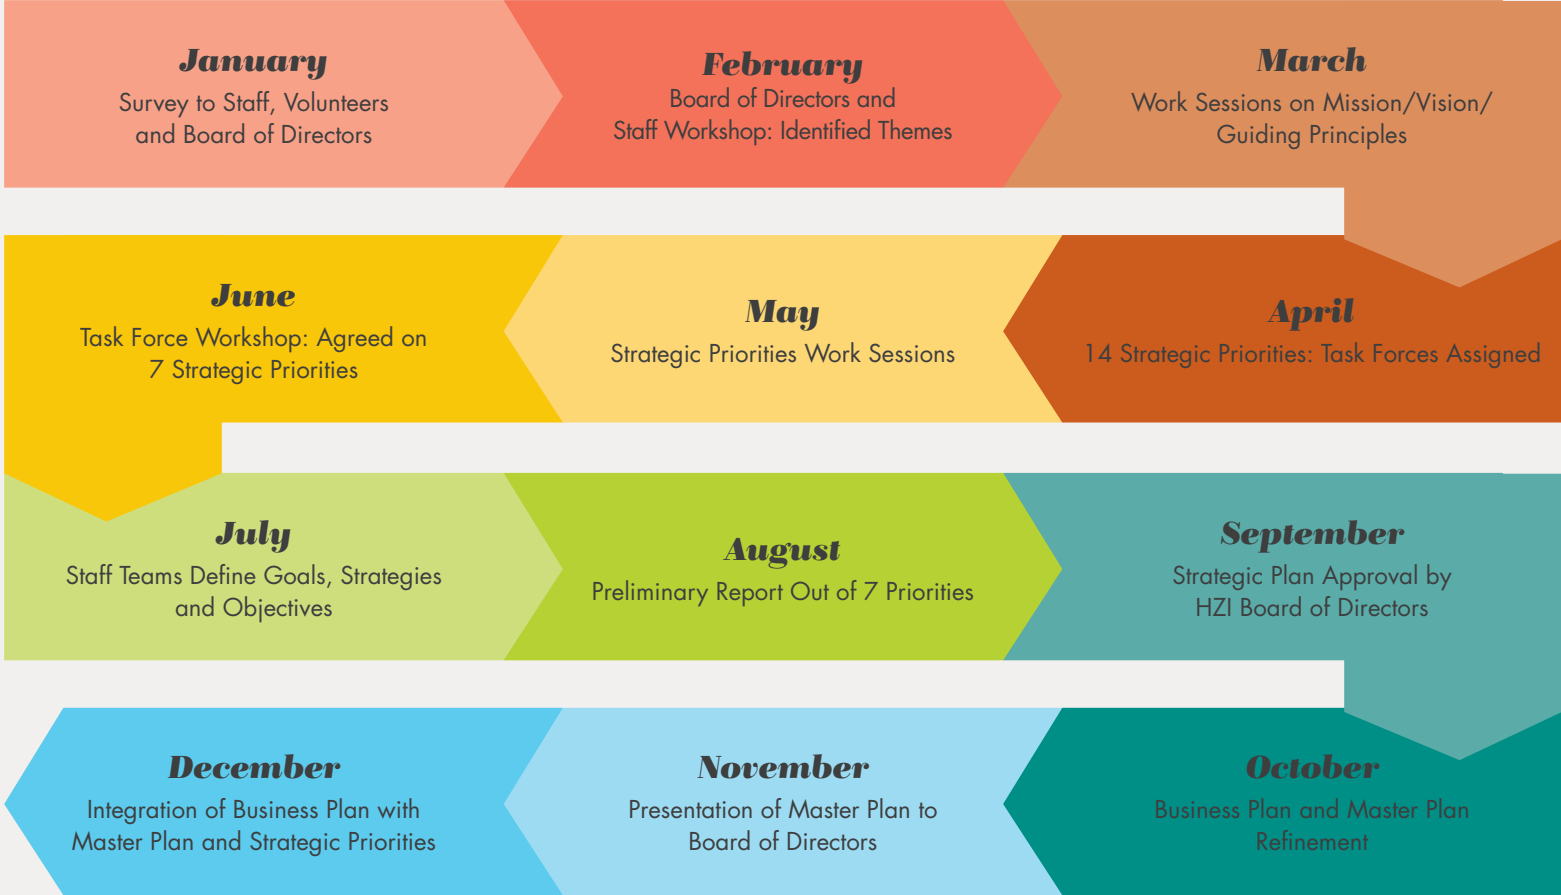 January
Survey to Staff, Volunteers
and Board of Directors
February
Board of Directors and
Staff Workshop: Identified Themes
March
Work Sessions on Mission/Vision/
Guiding Principles
April
14 Strategic Priorities: Task Forces Assigned
May
Strategic Priorities Work Sessions
June
Task Force Workshop: Agreed on
7 Strategic Priorities
July
Staff Teams Define Goals, Strategies
and Objectives
August
Preliminary Report Out of 7 Priorities
September
Strategic Plan Approval by
HZI Board of Directors
October
Business Plan and Master Plan
Refinement
November
Presentation of Master Plan to
Board of Directors
December
Integration of Business Plan with
Master Plan and Strategic Priorities